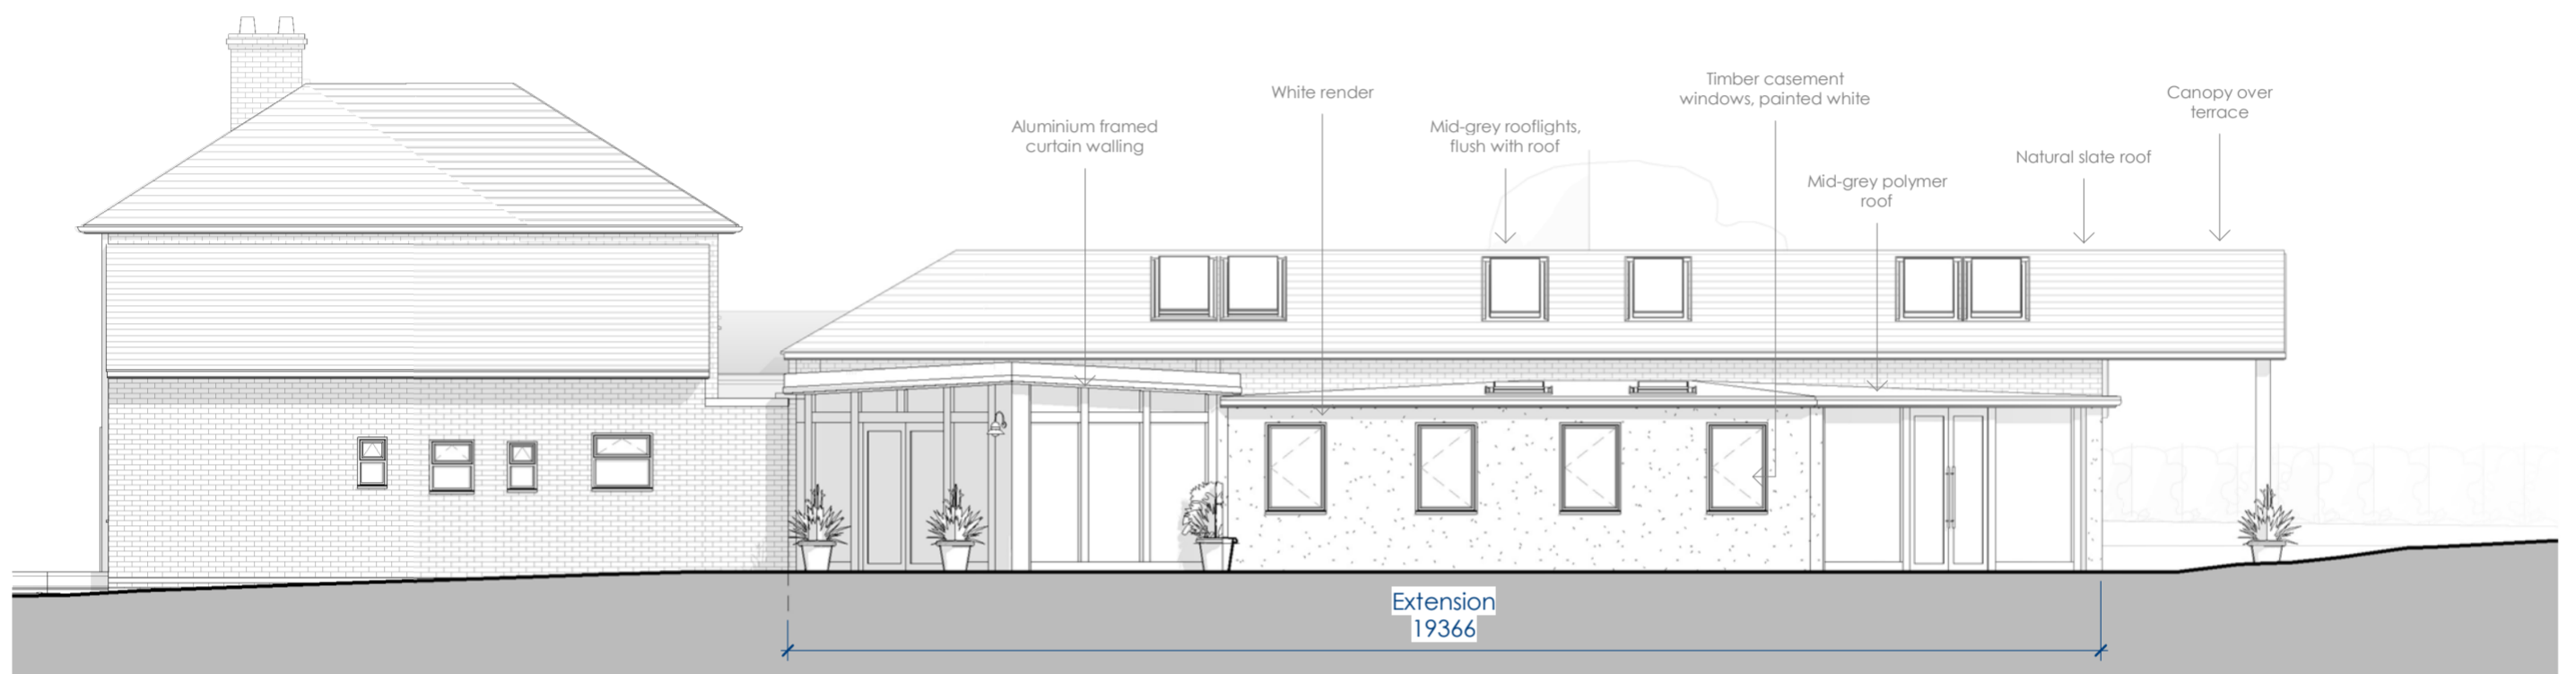 Aluminium framed
curtain walling
White render
Mid-grey rooflights,
flush with roof
Timber casement
windows, painted white
Mid-grey polymer
roof
Natural slate roof
Canopy over
terrace
Extension
19366